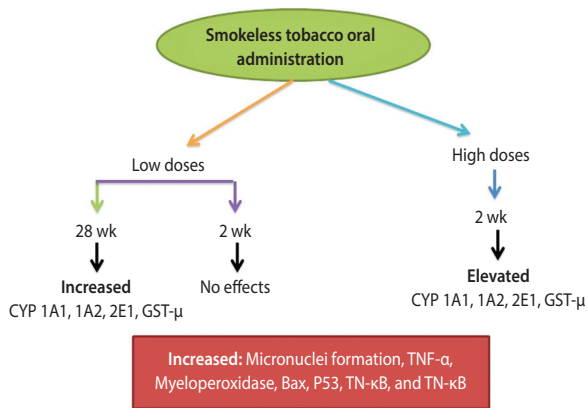 Smokeless tobacco oral
administration
Low doses
High doses
28 wk
2 wk
2 wk
Increased
CYP 1A1, 1A2, 2E1, GST-μ
No effects
Elevated
CYP 1A1, 1A2, 2E1, GST-μ
Increased: Micronuclei formation, TNF-α,
Myeloperoxidase, Bax, P53, TN-κB, and TN-κB